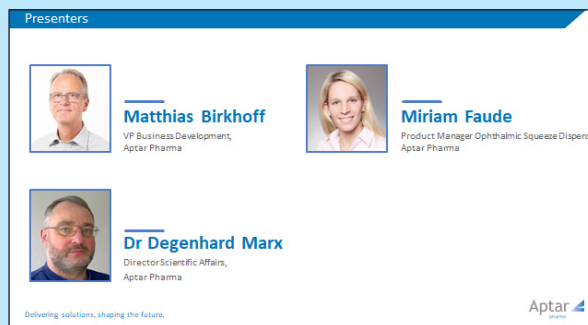 Presenters
Matthias Birkhoff
VP Business Development,
Aptar Pharma
Miriam Faude
Product Manager Ophthalmic Squeeze Dispens
Aptar Pharma
Dr Degenhard Marx
Director Scientific Affairs,
Aptar Pharma
Delivering solutions, shaping the future.
Aptar
pharma